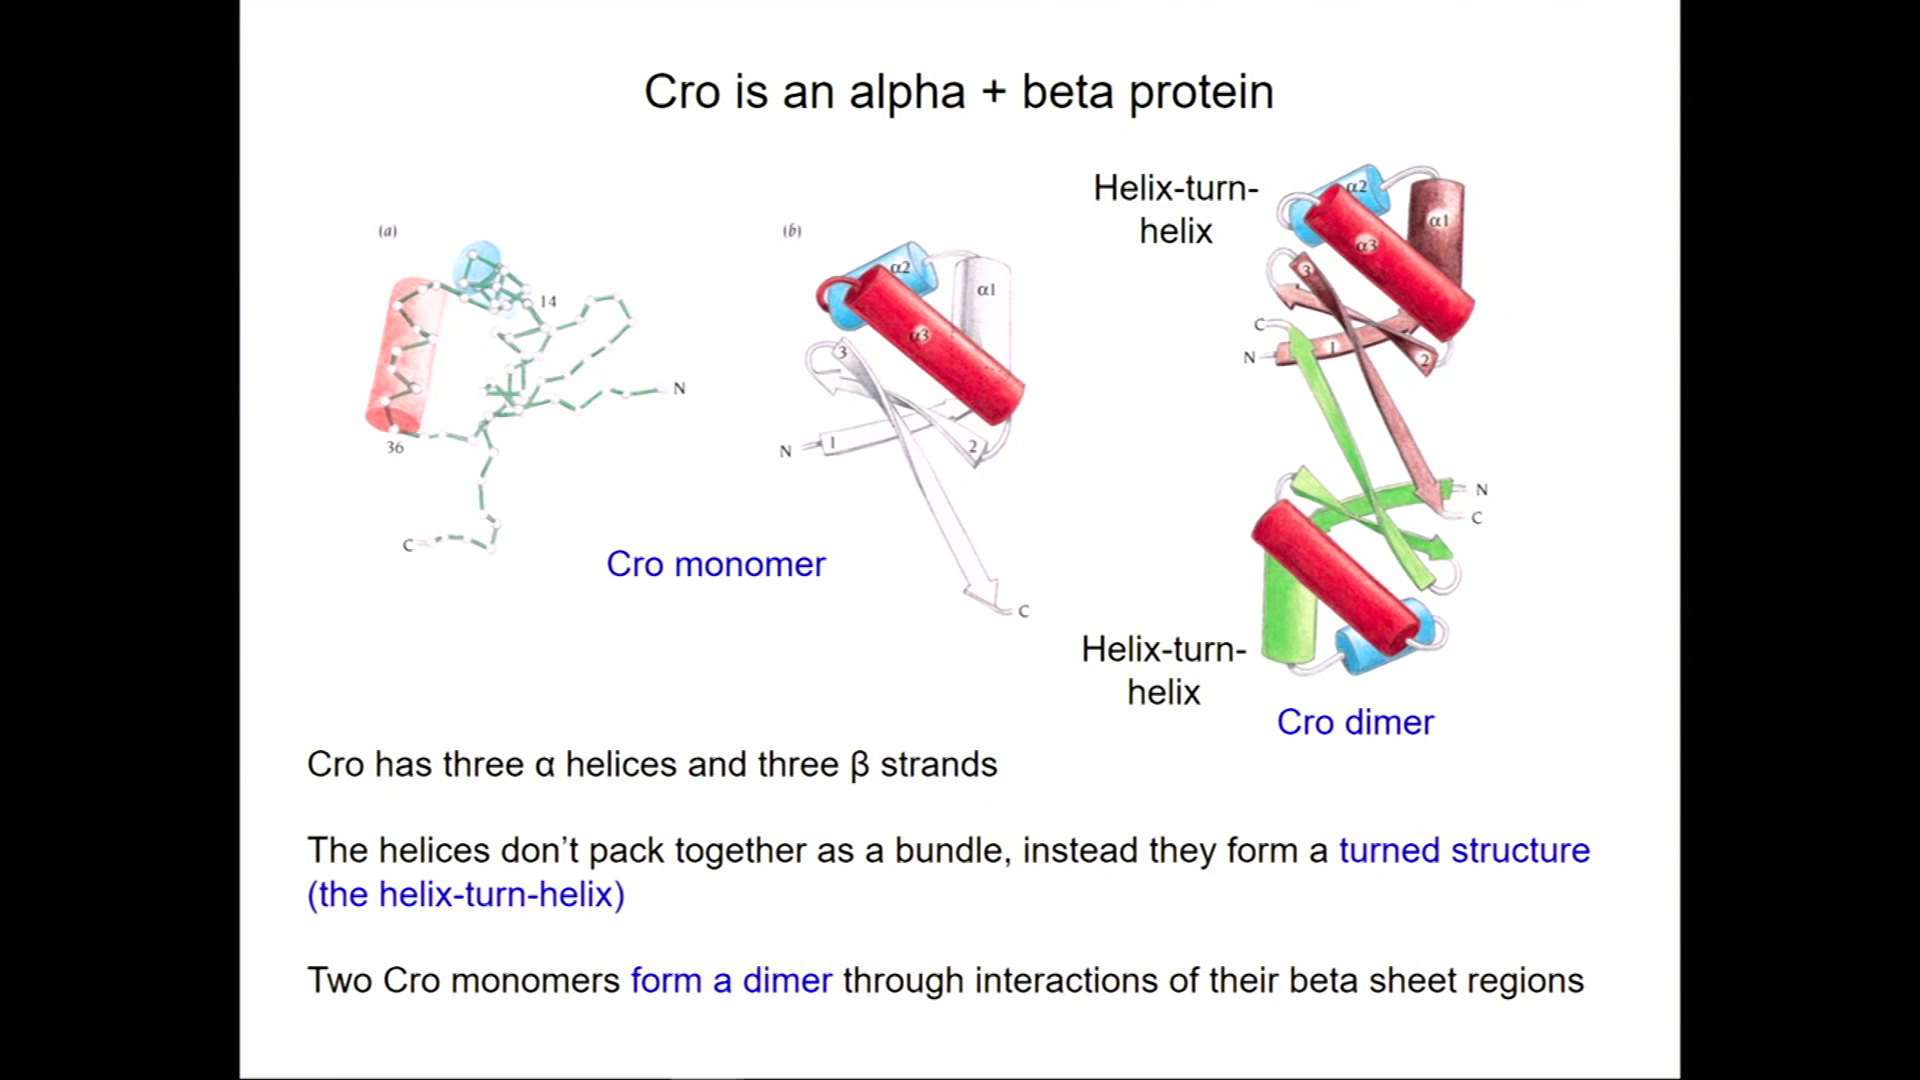 Cro is an alpha + beta protein
(a)
14
N
36
C
Cro monomer
(b)
α2
α1
α3
3
N
1
2
C
Helix-turn-
helix
α2
α1
α3
3
C
N
1
2
N
C
Helix-turn-
helix
Cro dimer
Cro has three α helices and three β strands
The helices don’t pack together as a bundle, instead they form a turned structure
(the helix-turn-helix)
Two Cro monomers form a dimer through interactions of their beta sheet regions